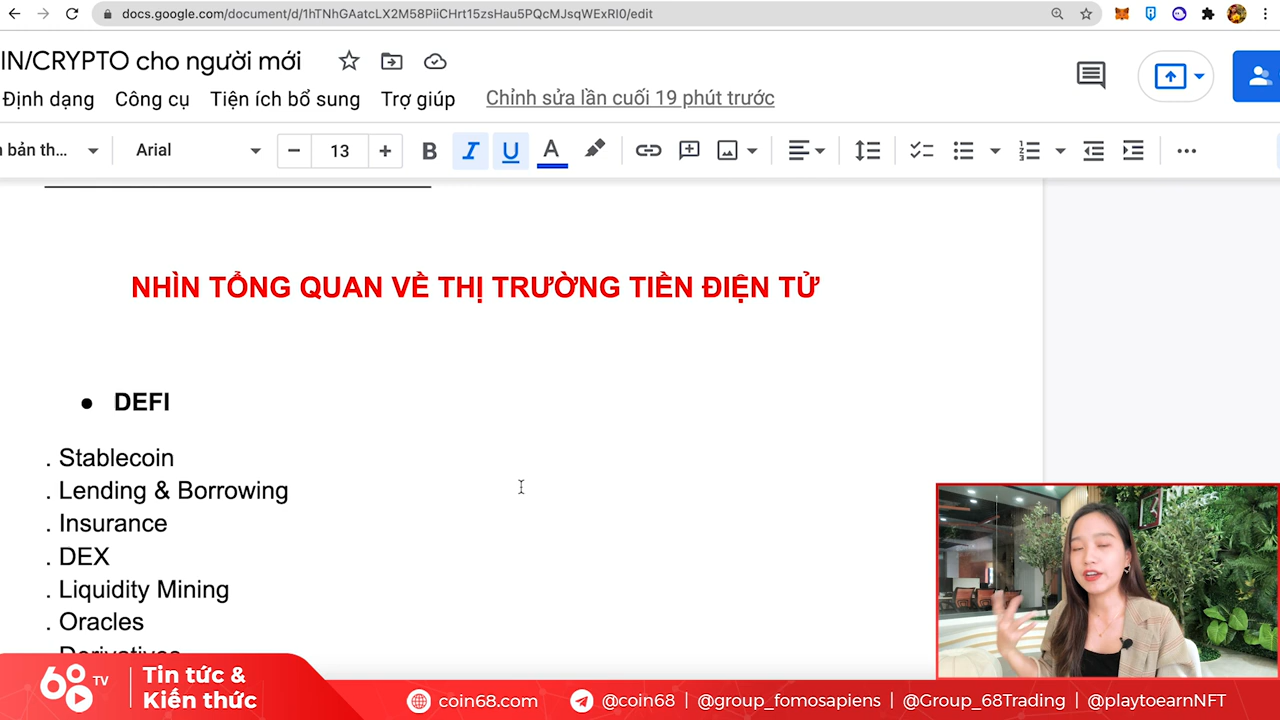 docs.google.com/document/d/1hTNhGAatcLX2M58PiiCHrt15zsHau5PQcMJsqWExRI0/edit
IN/CRYPTO cho người mới
Định dạng Công cụ Tiện ích bổ sung Trợ giúp Chỉnh sửa lần cuối 19 phút trước
n bản th... Arial 13 B I U A
NHÌN TỔNG QUAN VỀ THỊ TRƯỜNG TIỀN ĐIỆN TỬ
● DEFI
. Stablecoin
. Lending & Borrowing
. Insurance
. DEX
. Liquidity Mining
. Oracles
. Derivatives
68 TV Tin tức &
Kiến thức
coin68.com @coin68 | @group_fomosapiens | @Group_68Trading | @playtoearnNFT